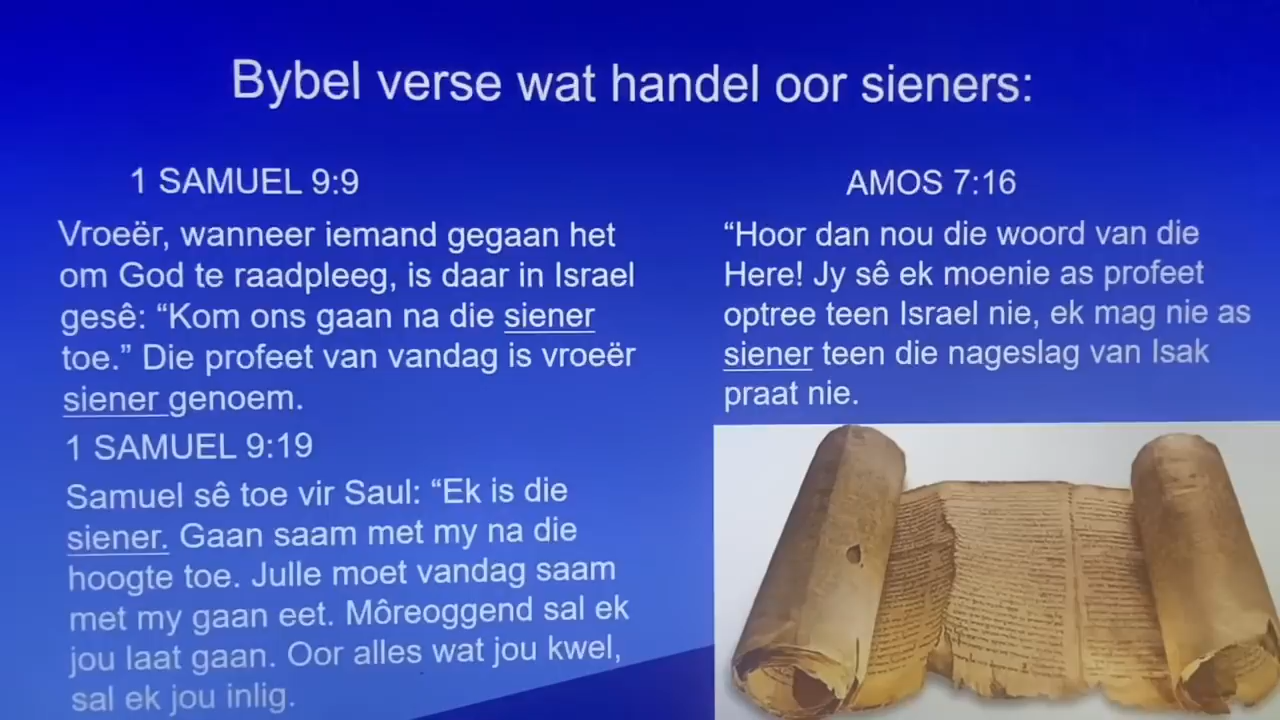 Bybel verse wat handel oor sieners:
1 SAMUEL 9:9
Vroeër, wanneer iemand gegaan het
om God te raadpleeg, is daar in Israel
gesê: “Kom ons gaan na die siener
toe.” Die profeet van vandag is vroeër
siener genoem.
1 SAMUEL 9:19
Samuel sê toe vir Saul: “Ek is die
siener. Gaan saam met my na die
hoogte toe. Julle moet vandag saam
met my gaan eet. Môreoggend sal ek
jou laat gaan. Oor alles wat jou kwel,
sal ek jou inlig.
AMOS 7:16
“Hoor dan nou die woord van die
Here! Jy sê ek moenie as profeet
optree teen Israel nie, ek mag nie as
siener teen die nageslag van Isak
praat nie.